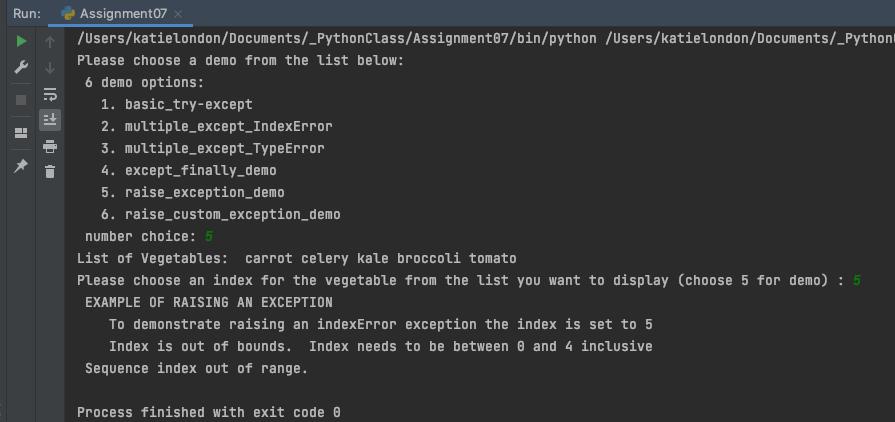 Run: Assignment07 ×
/Users/katielondon/Documents/_PythonClass/Assignment07/bin/python /Users/katielondon/Documents/_Python
Please choose a demo from the list below:
6 demo options:
1. basic_try-except
2. multiple_except_IndexError
3. multiple_except_TypeError
4. except_finally_demo
5. raise_exception_demo
6. raise_custom_exception_demo
number choice: 5
List of Vegetables:  carrot celery kale broccoli tomato
Please choose an index for the vegetable from the list you want to display (choose 5 for demo) : 5
EXAMPLE OF RAISING AN EXCEPTION
To demonstrate raising an indexError exception the index is set to 5
Index is out of bounds.  Index needs to be between 0 and 4 inclusive
Sequence index out of range.
Process finished with exit code 0